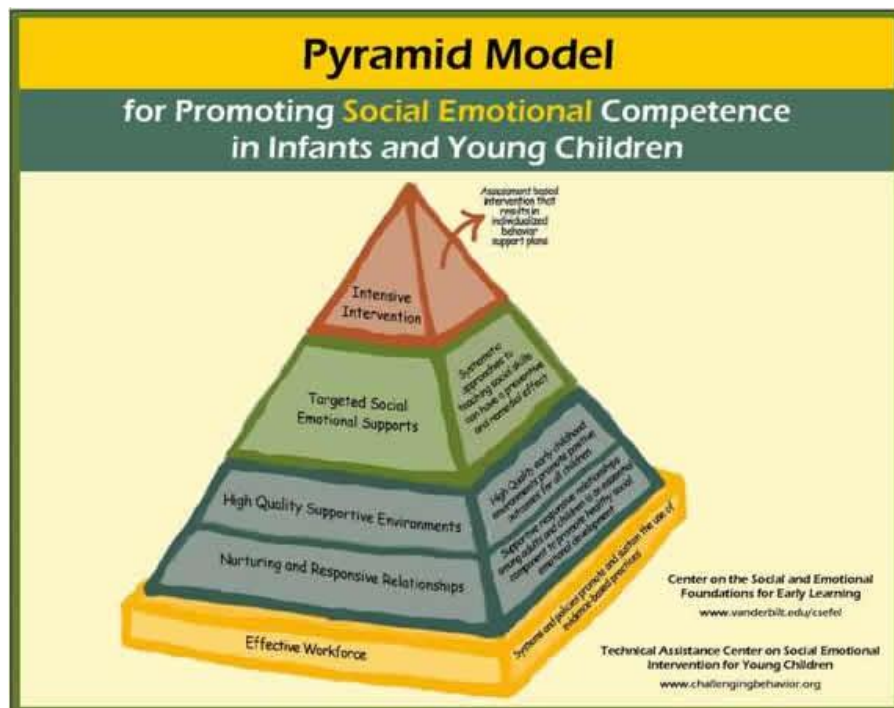 Pyramid Model
for Promoting Social Emotional Competence
in Infants and Young Children
Assessment based
intervention that
results in
individualized
behavior
support plans
Intensive
Intervention
Systematic
approaches to
teaching social skills
can have a preventive
and remedial effect
Targeted Social
Emotional Supports
High Quality early childhood
environments promote positive
outcomes for all children
High Quality Supportive Environments
Supportive responsive relationships
among adults and children is an essential
component to promote healthy social
emotional development
Nurturing and Responsive Relationships
Systems and policies promote and sustain the use of
evidence-based practices
Effective Workforce
Center on the Social and Emotional
Foundations for Early Learning
www.vanderbilt.edu/csefel
Technical Assistance Center on Social Emotional
Intervention for Young Children
www.challengingbehavior.org